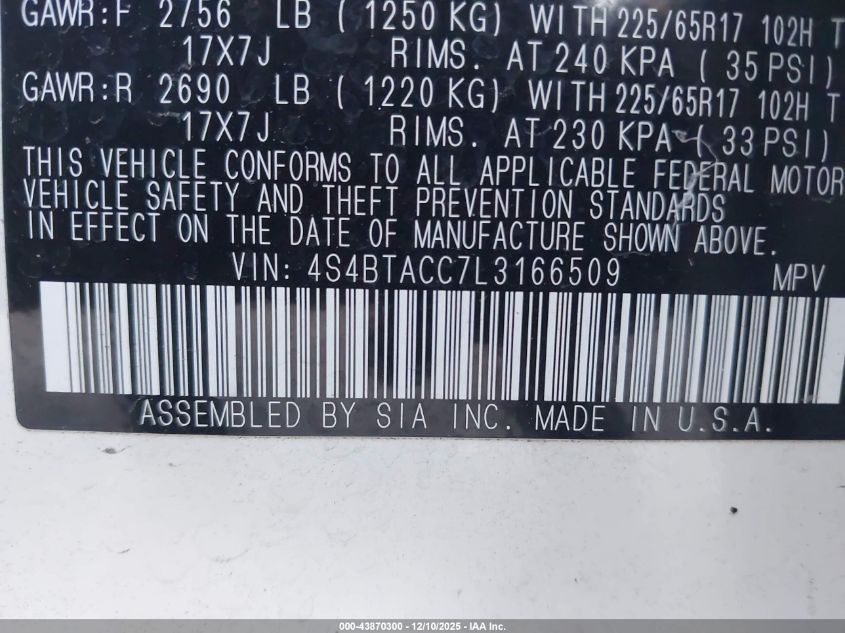 GAWR:F 2756 LB ( 1250 KG) WITH 225/65R17 102H T
17X7J RIMS. AT 240 KPA ( 35 PSI)
GAWR:R 2690 LB ( 1220 KG) WITH 225/65R17 102H T
17X7J RIMS. AT 230 KPA ( 33 PSI)
THIS VEHICLE CONFORMS TO ALL APPLICABLE FEDERAL MOTOR
VEHICLE SAFETY AND THEFT PREVENTION STANDARDS
IN EFFECT ON THE DATE OF MANUFACTURE SHOWN ABOVE.
VIN: 4S4BTACC7L3166509 MPV
ASSEMBLED BY SIA INC. MADE IN U.S.A.
000-43870300 - 12/10/2025 - IAA Inc.